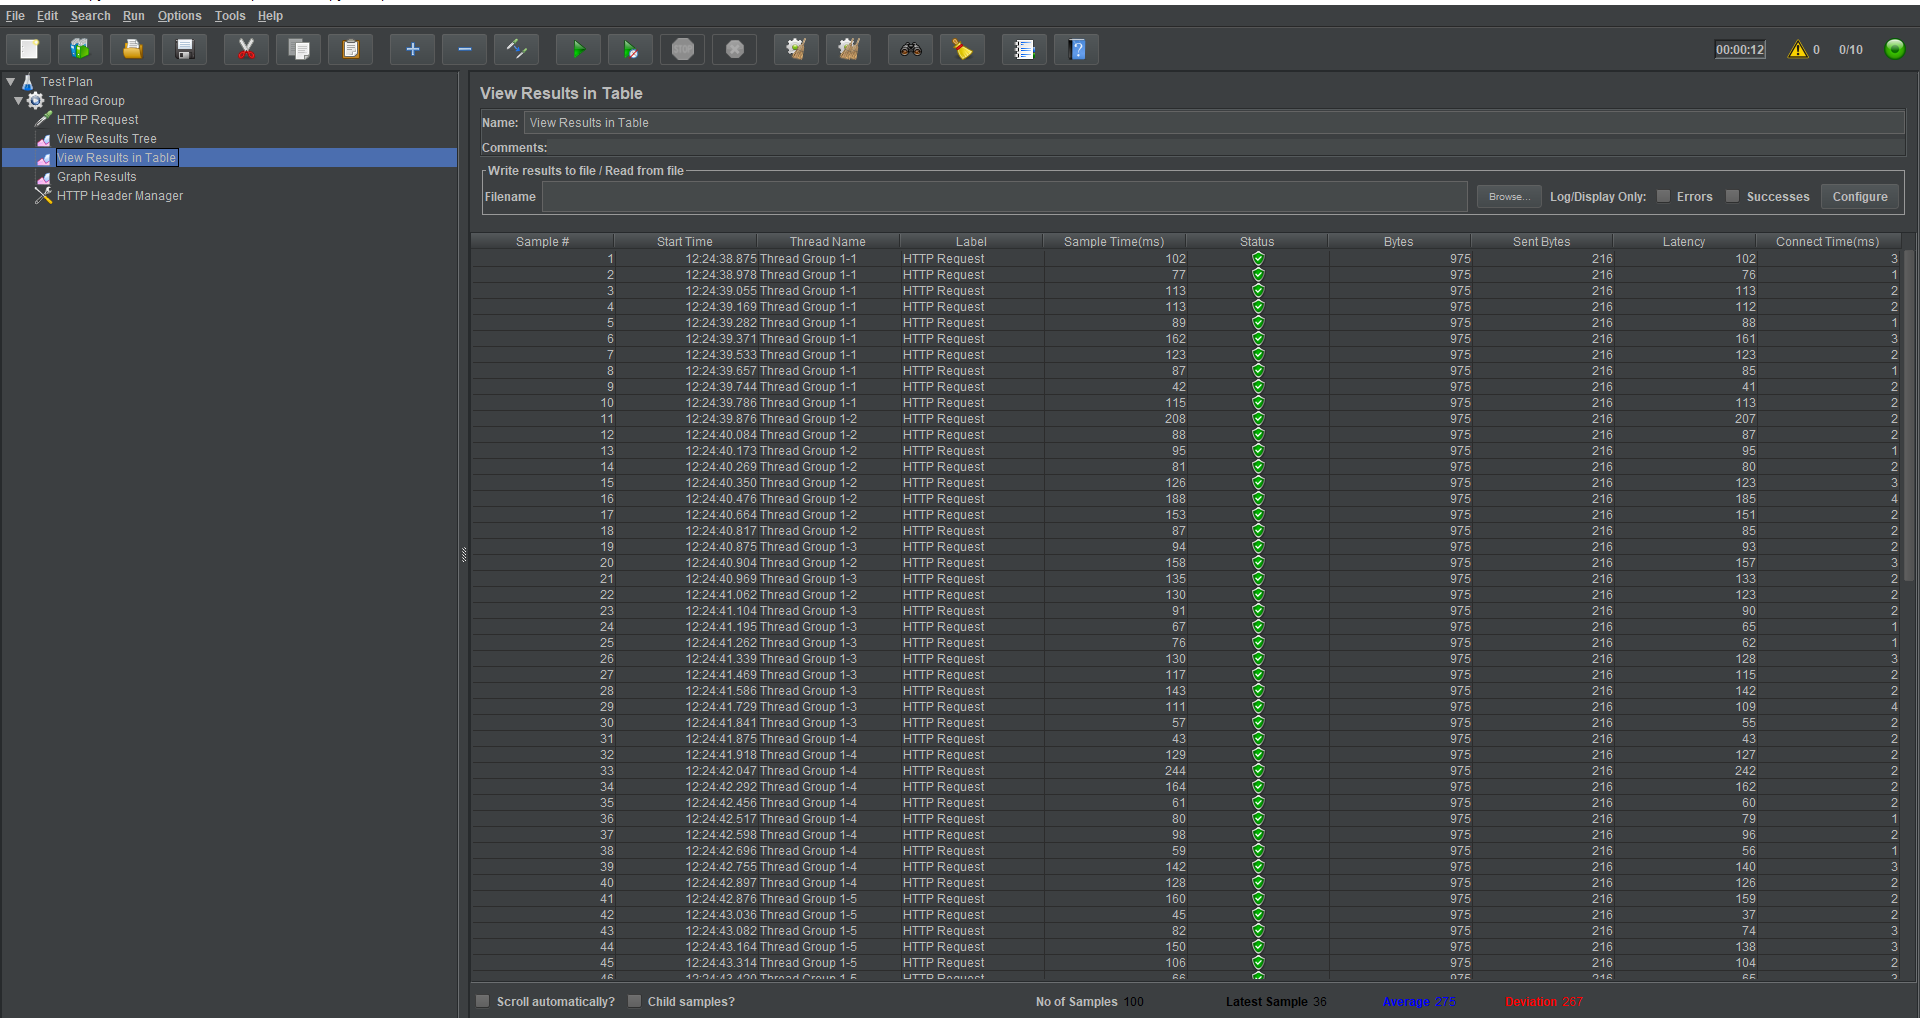 File Edit Search Run Options Tools Help
STOP
00:00:12 0 0/10
Test Plan
Thread Group
HTTP Request
View Results Tree
View Results in Table
Graph Results
HTTP Header Manager
View Results in Table
Name: View Results in Table
Comments:
Write results to file / Read from file
Filename Browse... Log/Display Only: Errors Successes Configure
Sample # Start Time Thread Name Label Sample Time(ms) Status Bytes Sent Bytes Latency Connect Time(ms)
1 12:24:38.875 Thread Group 1-1 HTTP Request 102 975 216 102 3
2 12:24:38.978 Thread Group 1-1 HTTP Request 77 975 216 76 1
3 12:24:39.055 Thread Group 1-1 HTTP Request 113 975 216 113 2
4 12:24:39.169 Thread Group 1-1 HTTP Request 113 975 216 112 2
5 12:24:39.282 Thread Group 1-1 HTTP Request 89 975 216 88 1
6 12:24:39.371 Thread Group 1-1 HTTP Request 162 975 216 161 3
7 12:24:39.533 Thread Group 1-1 HTTP Request 123 975 216 123 2
8 12:24:39.657 Thread Group 1-1 HTTP Request 87 975 216 85 1
9 12:24:39.744 Thread Group 1-1 HTTP Request 42 975 216 41 2
10 12:24:39.786 Thread Group 1-1 HTTP Request 115 975 216 113 2
11 12:24:39.876 Thread Group 1-2 HTTP Request 208 975 216 207 2
12 12:24:40.084 Thread Group 1-2 HTTP Request 88 975 216 87 2
13 12:24:40.173 Thread Group 1-2 HTTP Request 95 975 216 95 1
14 12:24:40.269 Thread Group 1-2 HTTP Request 81 975 216 80 2
15 12:24:40.350 Thread Group 1-2 HTTP Request 126 975 216 123 3
16 12:24:40.476 Thread Group 1-2 HTTP Request 188 975 216 185 4
17 12:24:40.664 Thread Group 1-2 HTTP Request 153 975 216 151 2
18 12:24:40.817 Thread Group 1-2 HTTP Request 87 975 216 85 2
19 12:24:40.875 Thread Group 1-3 HTTP Request 94 975 216 93 2
20 12:24:40.904 Thread Group 1-2 HTTP Request 158 975 216 157 3
21 12:24:40.969 Thread Group 1-3 HTTP Request 135 975 216 133 2
22 12:24:41.062 Thread Group 1-2 HTTP Request 130 975 216 123 2
23 12:24:41.104 Thread Group 1-3 HTTP Request 91 975 216 90 2
24 12:24:41.195 Thread Group 1-3 HTTP Request 67 975 216 65 1
25 12:24:41.262 Thread Group 1-3 HTTP Request 76 975 216 62 1
26 12:24:41.339 Thread Group 1-3 HTTP Request 130 975 216 128 3
27 12:24:41.469 Thread Group 1-3 HTTP Request 117 975 216 115 2
28 12:24:41.586 Thread Group 1-3 HTTP Request 143 975 216 142 2
29 12:24:41.729 Thread Group 1-3 HTTP Request 111 975 216 109 4
30 12:24:41.841 Thread Group 1-3 HTTP Request 57 975 216 55 2
31 12:24:41.875 Thread Group 1-4 HTTP Request 43 975 216 43 2
32 12:24:41.918 Thread Group 1-4 HTTP Request 129 975 216 127 2
33 12:24:42.047 Thread Group 1-4 HTTP Request 244 975 216 242 2
34 12:24:42.292 Thread Group 1-4 HTTP Request 164 975 216 162 2
35 12:24:42.456 Thread Group 1-4 HTTP Request 61 975 216 60 2
36 12:24:42.517 Thread Group 1-4 HTTP Request 80 975 216 79 1
37 12:24:42.598 Thread Group 1-4 HTTP Request 98 975 216 96 2
38 12:24:42.696 Thread Group 1-4 HTTP Request 59 975 216 56 1
39 12:24:42.755 Thread Group 1-4 HTTP Request 142 975 216 140 3
40 12:24:42.897 Thread Group 1-4 HTTP Request 128 975 216 126 2
41 12:24:42.876 Thread Group 1-5 HTTP Request 160 975 216 159 2
42 12:24:43.036 Thread Group 1-5 HTTP Request 45 975 216 37 2
43 12:24:43.082 Thread Group 1-5 HTTP Request 82 975 216 74 3
44 12:24:43.164 Thread Group 1-5 HTTP Request 150 975 216 138 3
45 12:24:43.314 Thread Group 1-5 HTTP Request 106 975 216 104 2
46 12:24:43.420 Thread Group 1-5 HTTP Request 66 975 216 65
Scroll automatically? Child samples? No of Samples 100 Latest Sample 36 Average 275 Deviation 267